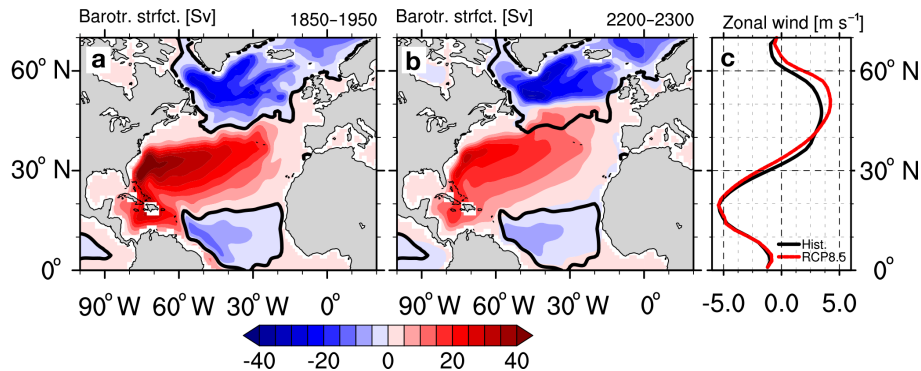 Barotr. strfct. [Sv] 1850–1950
Barotr. strfct. [Sv] 2200–2300
Zonal wind [m s⁻¹]
a
b
c
60° N
30° N
0°
60° N
30° N
0°
Hist.
RCP8.5
90° W
60° W
30° W
0°
90° W
60° W
30° W
0°
-5.0
0.0
5.0
-40
-20
0
20
40